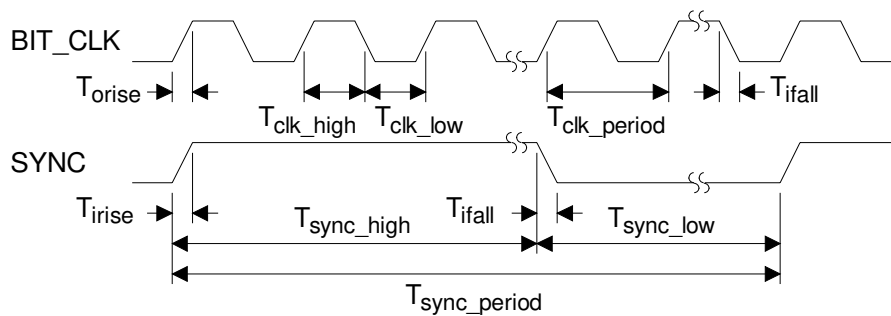 BIT_CLK
Torise
Tifall
Tclk_high
Tclk_low
Tclk_period
SYNC
Tirise
Tsync_high
Tifall
Tsync_low
Tsync_period